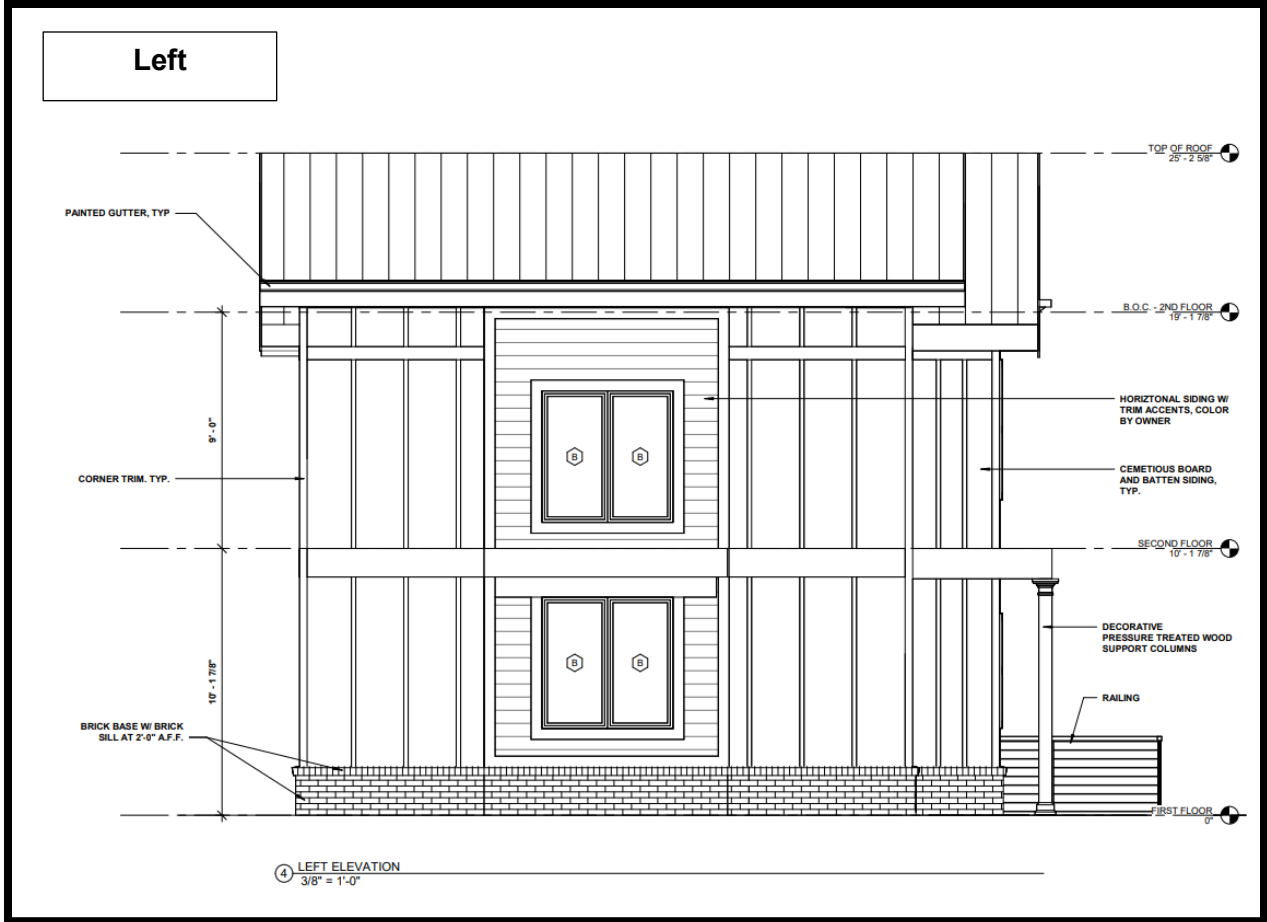 Left
TOP OF ROOF
25' - 2 5/8"
PAINTED GUTTER, TYP
B.O.C. - 2ND FLOOR
19' - 1 7/8"
HORIZTONAL SIDING W/
TRIM ACCENTS, COLOR
BY OWNER
9' - 0"
B
B
CORNER TRIM. TYP.
CEMETIOUS BOARD
AND BATTEN SIDING,
TYP.
SECOND FLOOR
10' - 1 7/8"
DECORATIVE
PRESSURE TREATED WOOD
SUPPORT COLUMNS
B
B
10' - 1 7/8"
RAILING
BRICK BASE W/ BRICK
SILL AT 2'-0" A.F.F.
FIRST FLOOR
0"
4
LEFT ELEVATION
3/8" = 1'-0"